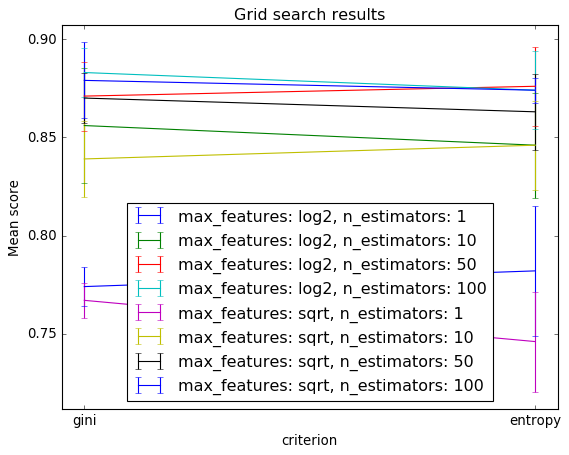 Grid search results
0.90
0.85
0.80
0.75
Mean score
max_features: log2, n_estimators: 1
max_features: log2, n_estimators: 10
max_features: log2, n_estimators: 50
max_features: log2, n_estimators: 100
max_features: sqrt, n_estimators: 1
max_features: sqrt, n_estimators: 10
max_features: sqrt, n_estimators: 50
max_features: sqrt, n_estimators: 100
gini
entropy
criterion